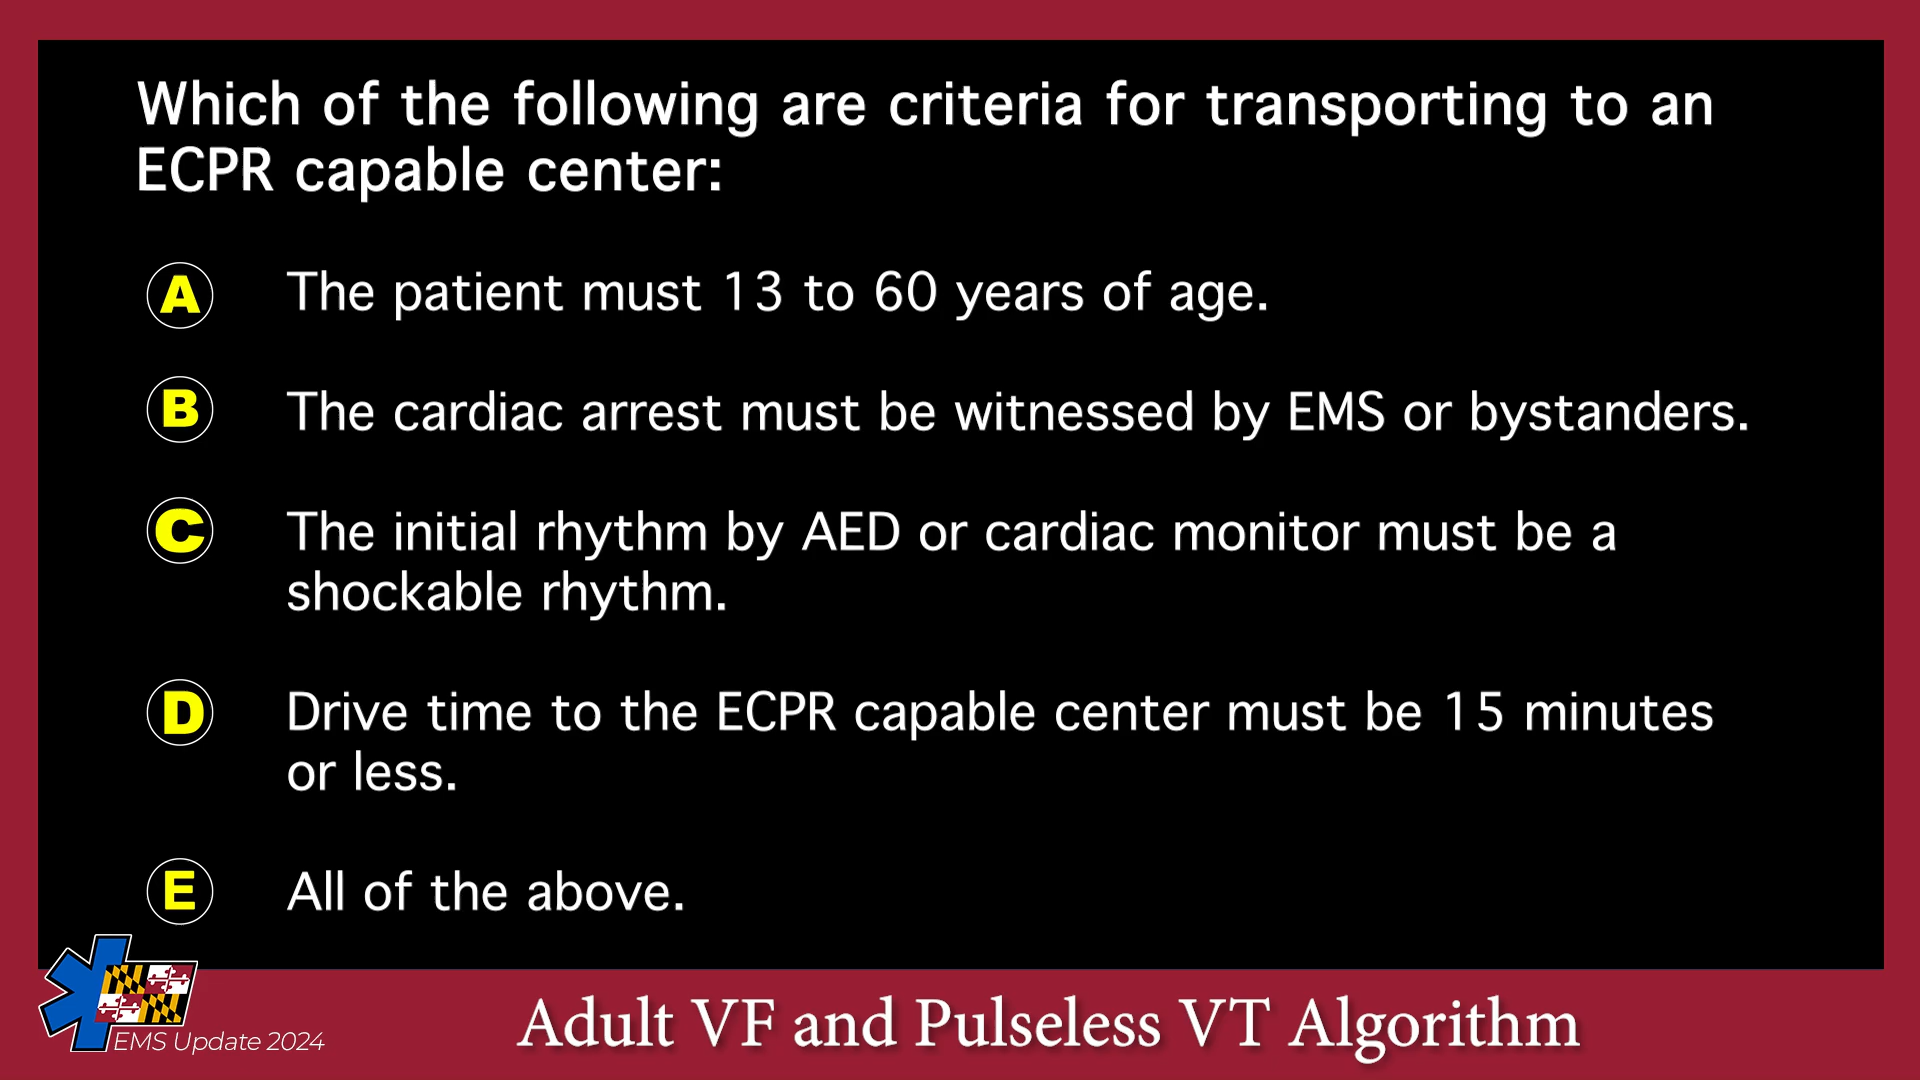 Which of the following are criteria for transporting to an
ECPR capable center:
A The patient must 13 to 60 years of age.
B The cardiac arrest must be witnessed by EMS or bystanders.
C The initial rhythm by AED or cardiac monitor must be a
shockable rhythm.
D Drive time to the ECPR capable center must be 15 minutes
or less.
E All of the above.
EMS Update 2024
Adult VF and Pulseless VT Algorithm